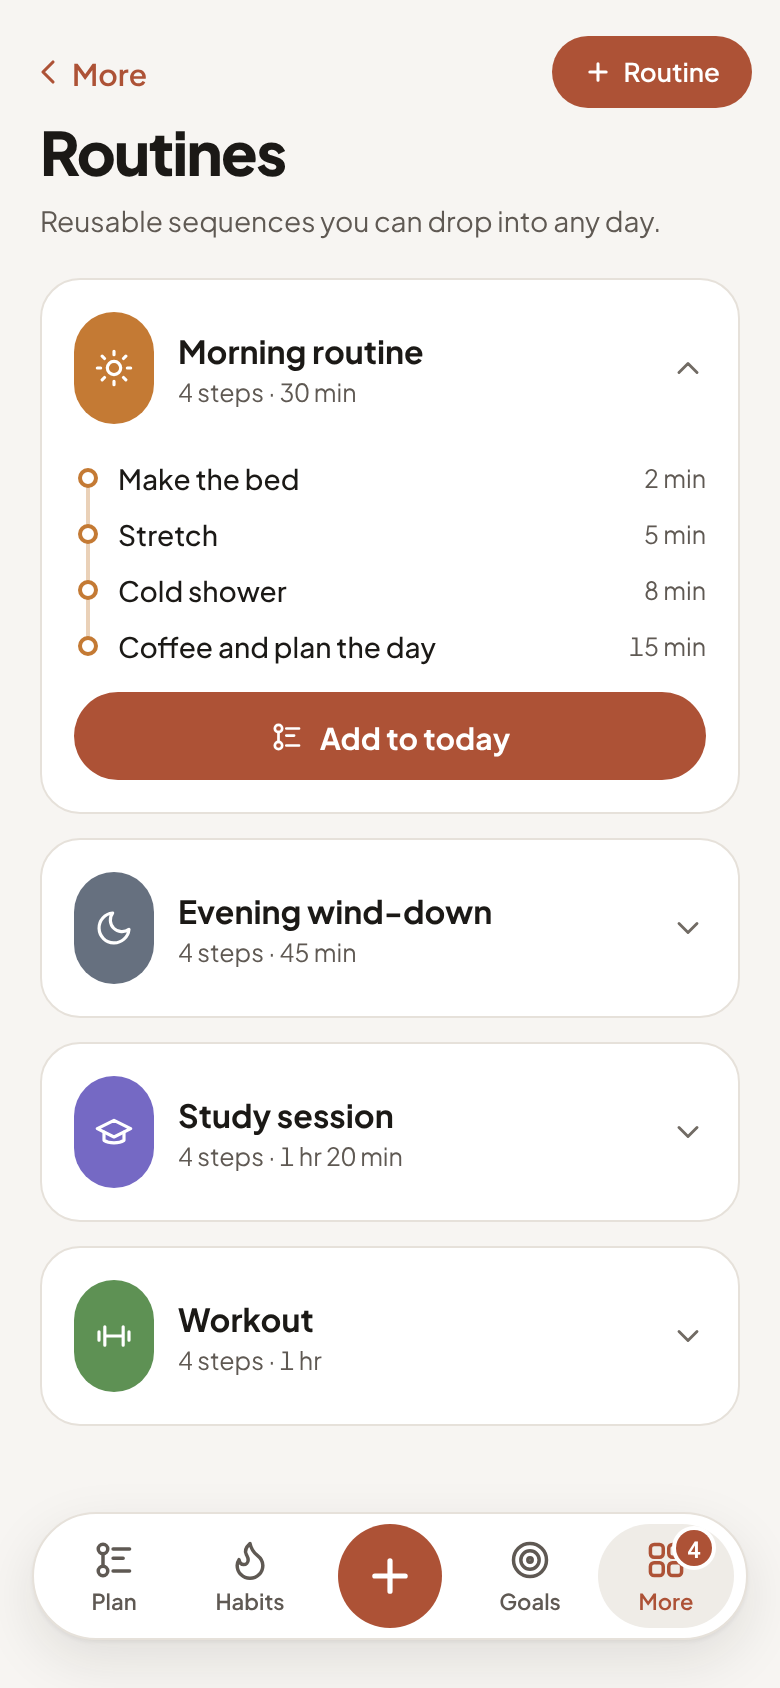 More
Routine
Routines
Reusable sequences you can drop into any day.
Morning routine
4 steps · 30 min
Make the bed 2 min
Stretch 5 min
Cold shower 8 min
Coffee and plan the day 15 min
Add to today
Evening wind-down
4 steps · 45 min
Study session
4 steps · 1 hr 20 min
Workout
4 steps · 1 hr
4
Plan Habits Goals More